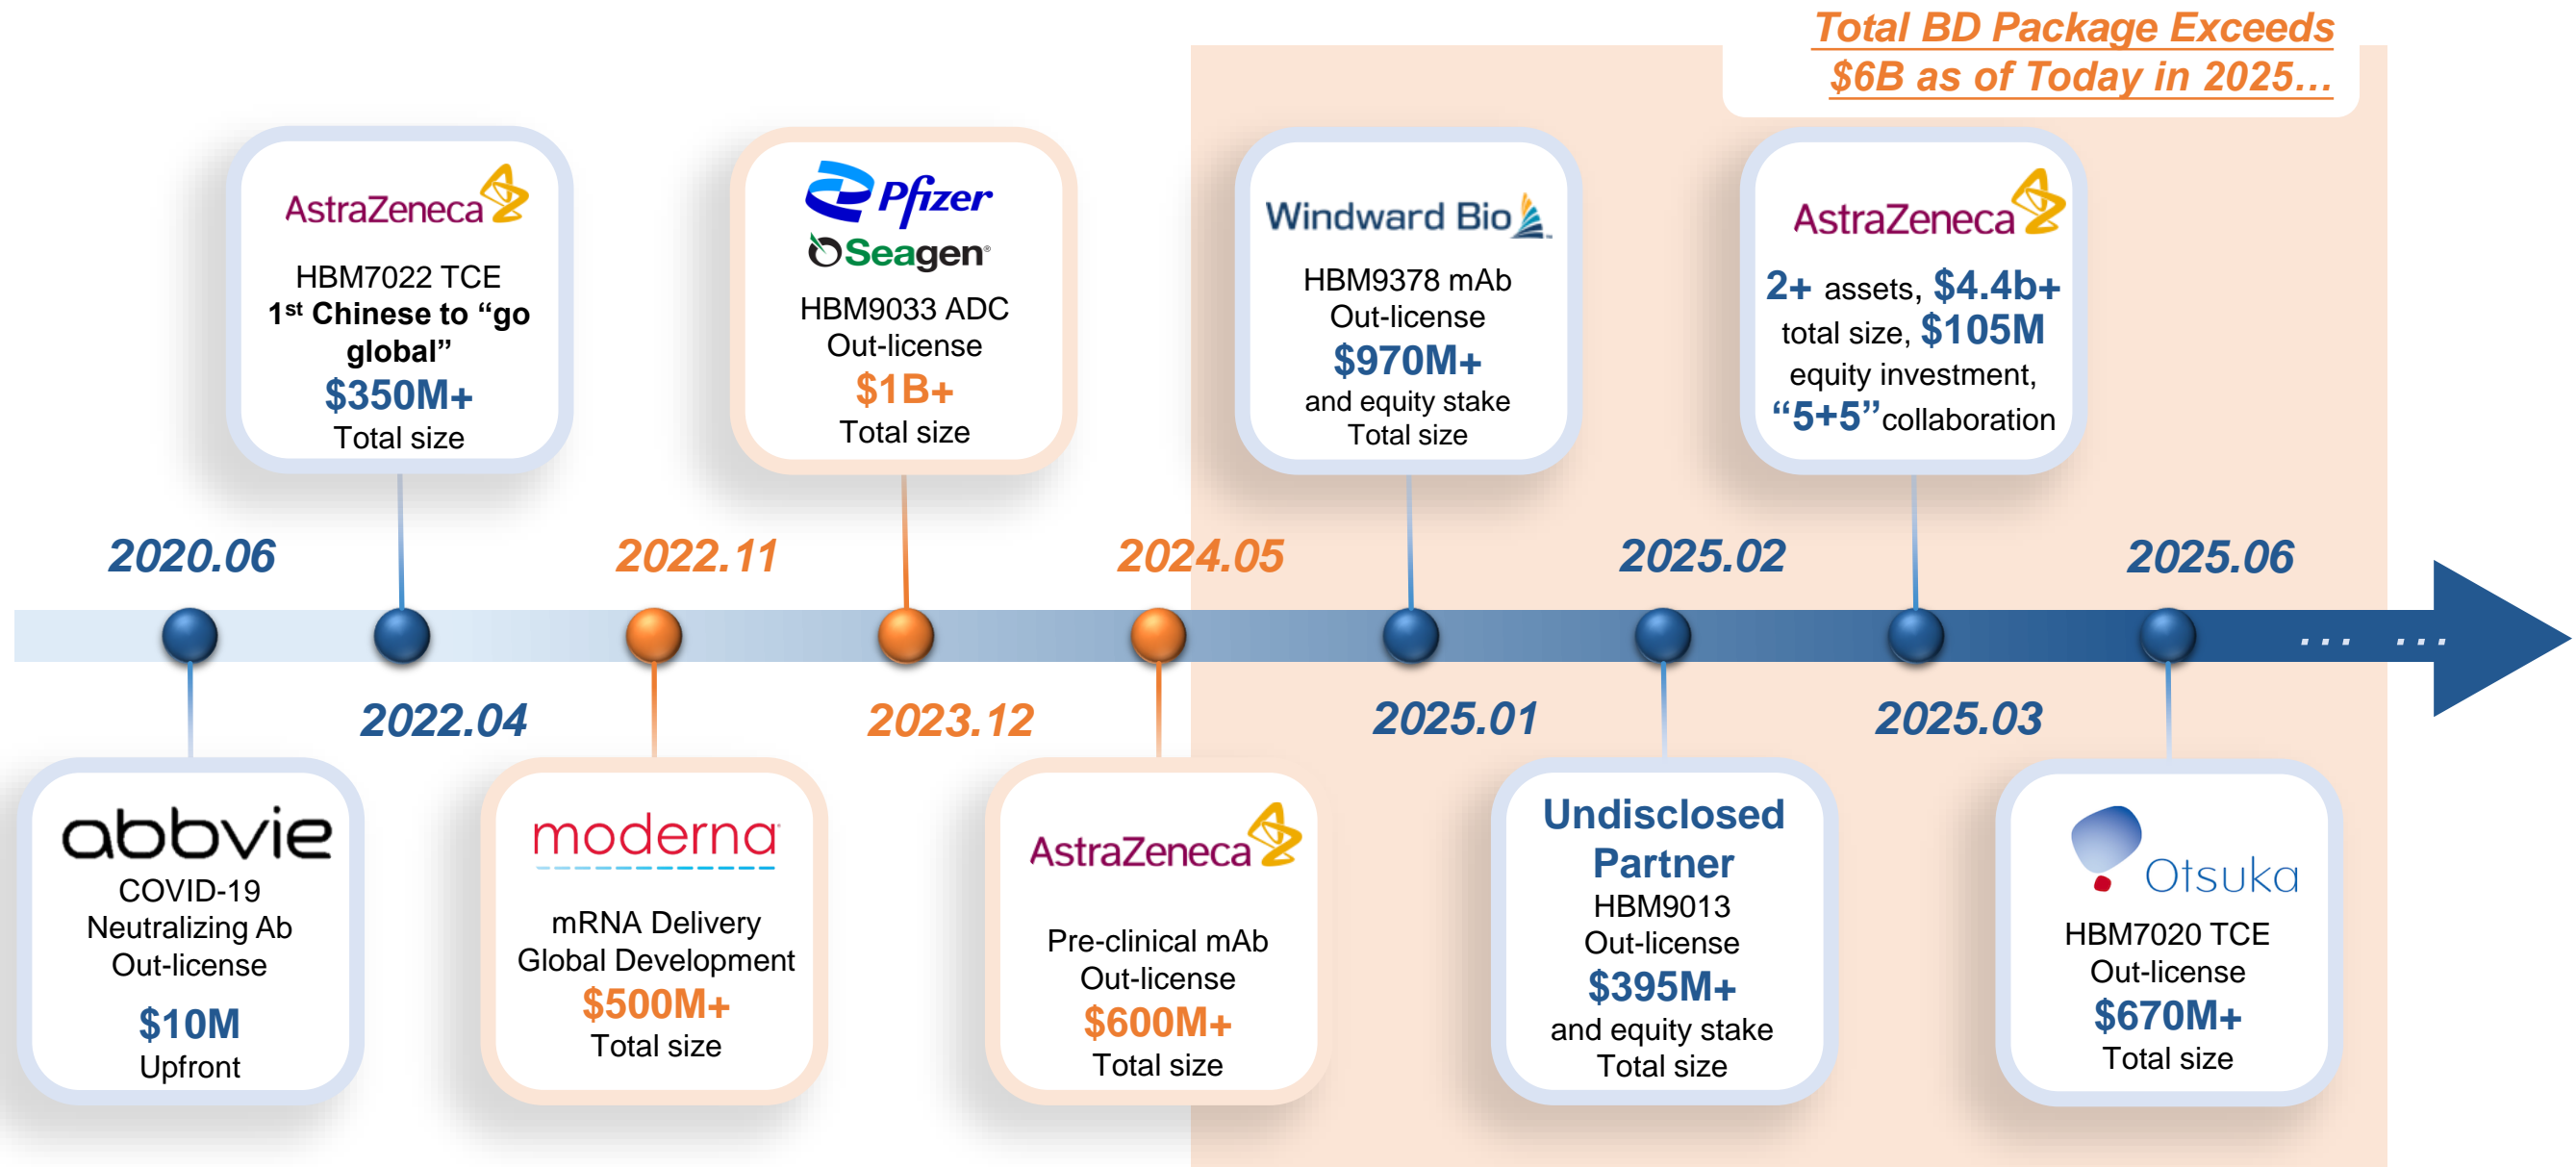 Total BD Package Exceeds
$6B as of Today in 2025...
AstraZeneca
HBM7022 TCE
1st Chinese to “go
global”
$350M+
Total size
Pfizer
Seagen®
HBM9033 ADC
Out-license
$1B+
Total size
Windward Bio™
HBM9378 mAb
Out-license
$970M+
and equity stake
Total size
AstraZeneca
2+ assets, $4.4b+
total size, $105M
equity investment,
“5+5”collaboration
2020.06
2022.11
2024.05
2025.02
2025.06
... ...
2022.04
2023.12
2025.01
2025.03
abbvie
COVID-19
Neutralizing Ab
Out-license
$10M
Upfront
moderna
mRNA Delivery
Global Development
$500M+
Total size
AstraZeneca
Pre-clinical mAb
Out-license
$600M+
Total size
Undisclosed
Partner
HBM9013
Out-license
$395M+
and equity stake
Total size
Otsuka
HBM7020 TCE
Out-license
$670M+
Total size